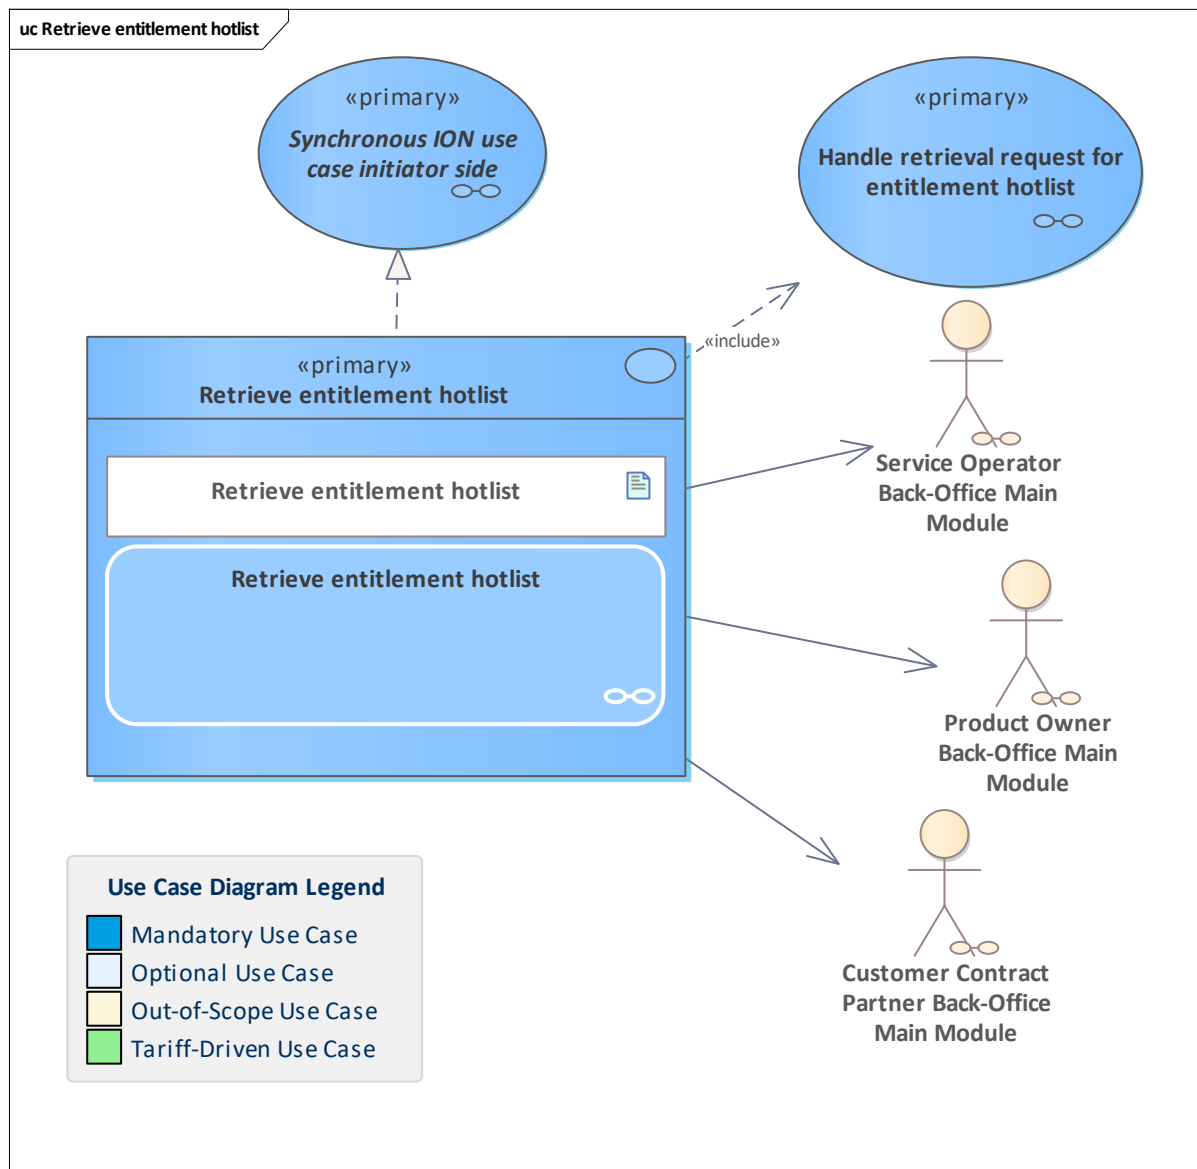 uc Retrieve entitlement hotlist
«primary»
Synchronous ION use
case initiator side
«primary»
Handle retrieval request for
entitlement hotlist
«include»
«primary»
Retrieve entitlement hotlist
Retrieve entitlement hotlist
Retrieve entitlement hotlist
Service Operator
Back-Office Main
Module
Product Owner
Back-Office Main
Module
Customer Contract
Partner Back-Office
Main Module
Use Case Diagram Legend
Mandatory Use Case
Optional Use Case
Out-of-Scope Use Case
Tariff-Driven Use Case